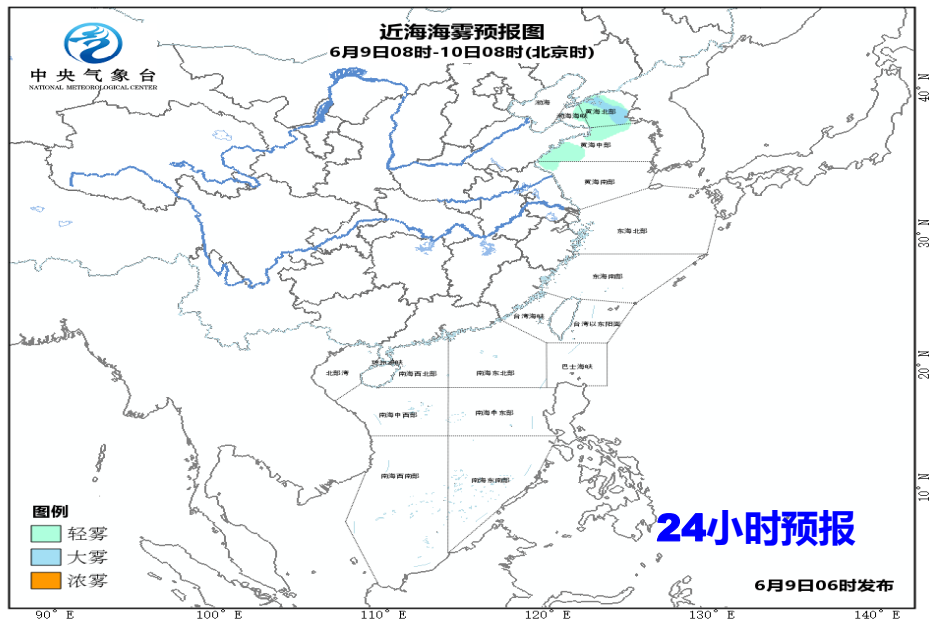 近海海雾预报图
6月9日08时-10日08时(北京时)
中央气象台
NATIONAL METEOROLOGICAL CENTER
40° N
30° N
20° N
10° N
渤海
渤海海峡
黄海北部
黄海中部
黄海南部
东海北部
东海南部
台湾海峡
台湾以东洋面
巴士海峡
琼州海峡
北部湾
南海西北部
南海东北部
南海中西部
南海中东部
南海西南部
南海东南部
图例
轻雾
大雾
浓雾
24小时预报
6月9日06时发布
90° E
100° E
110° E
120° E
130° E
140° E